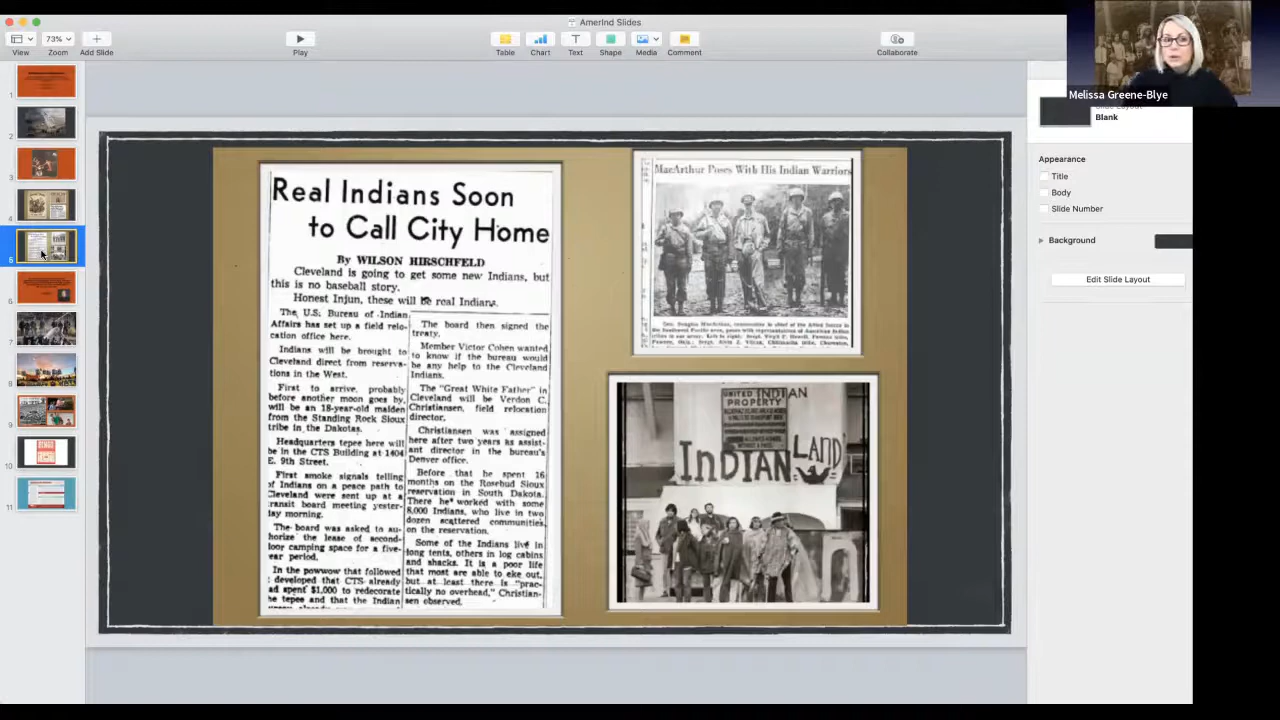 AmerInd Slides
73%
View
Zoom
Add Slide
Play
Table
Chart
Text
Shape
Media
Comment
Collaborate
Melissa Greene-Blye
Slide Layout
Blank
Appearance
Title
Body
Slide Number
Background
Edit Slide Layout
1
2
3
4
5
6
7
8
9
10
11
Real Indians Soon
to Call City Home
By WILSON HIRSCHFELD
Cleveland is going to get some new Indians, but
this is no baseball story.
Honest Injun, these will be real Indians.
The U.S. Bureau of Indian
Affairs has set up a field relo-
cation office here.
Indians will be brought to
Cleveland direct from reserva-
tions in the West.
First to arrive, probably
before another moon goes by,
will be an 18-year-old maiden
from the Standing Rock Sioux
tribe in the Dakotas.
Headquarters tepee here will
be in the CTS Building at 1404
E. 9th Street.
First smoke signals telling
of Indians on a peace path to
Cleveland were sent up at a
transit board meeting yester-
day morning.
The board was asked to au-
thorize the lease of second-
floor camping space for a five-
year period.
In the powwow that followed
developed that CTS already
ad spent $1,000 to redecorate
he tepee and that the Indian
The board then signed the
treaty.
Member Victor Cohen wanted
to know if the bureau would
be any help to the Cleveland
Indians.
The "Great White Father" in
Cleveland will be Verdon C.
Christiansen, field relocation
director.
Christiansen was assigned
here after two years as assist-
ant director in the bureau's
Denver office.
Before that he spent 16
months on the Rosebud Sioux
reservation in South Dakota.
There he worked with some
8,000 Indians, who live in two
dozen scattered communities
on the reservation.
Some of the Indians live in
long tents, others in log cabins
and shacks. It is a poor life
that most are able to eke out,
but at least there is "prac-
tically no overhead," Christian-
sen observed.
MacArthur Poses With His Indian Warriors
UNITED INDIAN
PROPERTY
INDIAN LAND